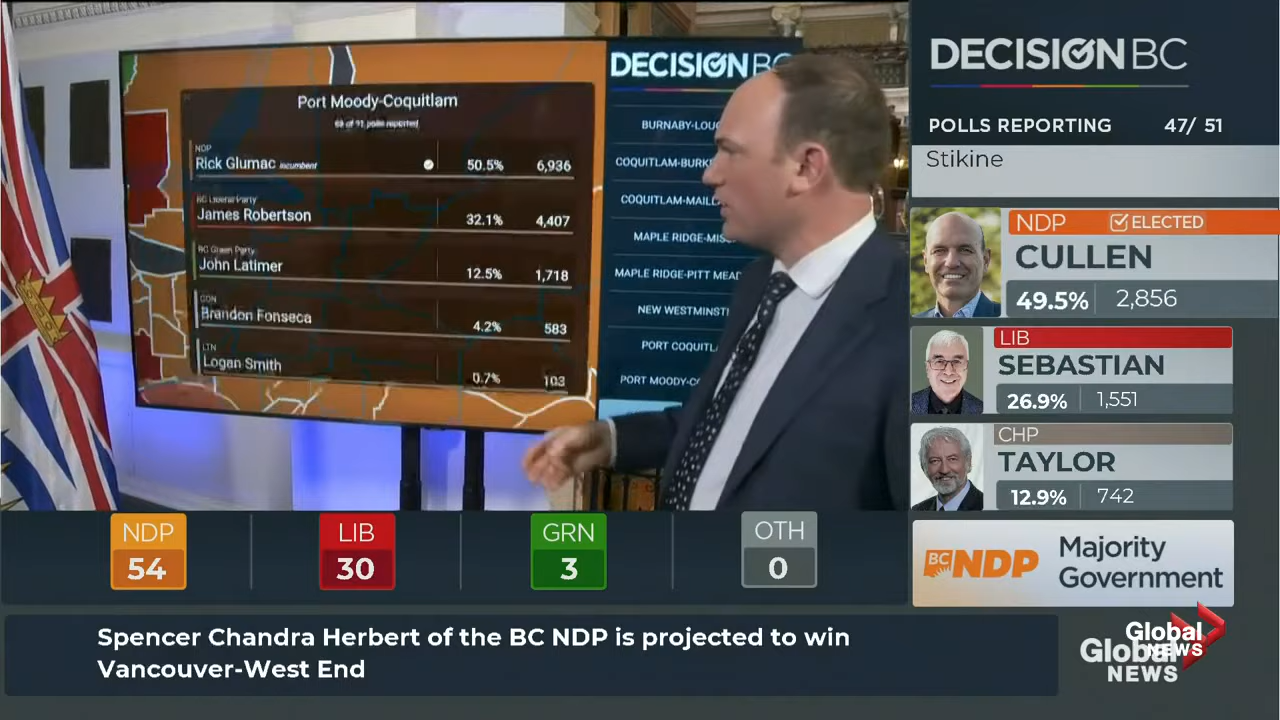 Port Moody-Coquitlam
polls reported
NDP
Rick Glumac incumbent 50.5% 6,936
BC Liberal Party
James Robertson 32.1% 4,407
BC Green Party
John Latimer 12.5% 1,718
CON
Brandon Fonseca 4.2% 583
LTN
Logan Smith 0.7% 103
DECISION BC
BURNABY-LOU
COQUITLAM-BURKE
COQUITLAM-MAILL
MAPLE RIDGE-MISS
MAPLE RIDGE-PITT MEAD
NEW WESTMINST
PORT COQUITL
PORT MOODY-CO
DECISION BC
POLLS REPORTING 47/ 51
Stikine
NDP ELECTED
CULLEN
49.5% 2,856
LIB
SEBASTIAN
26.9% 1,551
CHP
TAYLOR
12.9% 742
BC NDP
Majority
Government
NDP LIB GRN OTH
54 30 3 0
Spencer Chandra Herbert of the BC NDP is projected to win
Vancouver-West End
Global
NEWS
Global
NEWS